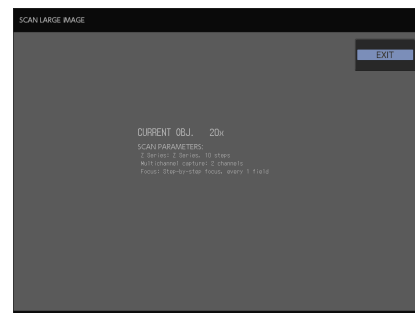 SCAN LARGE IMAGE
EXIT
CURRENT OBJ. 20x
SCAN PARAMETERS:
Z Series: Z Series, 10 steps
Multichannel capture: 2 channels
Focus: Step-by-step focus, every 1 field